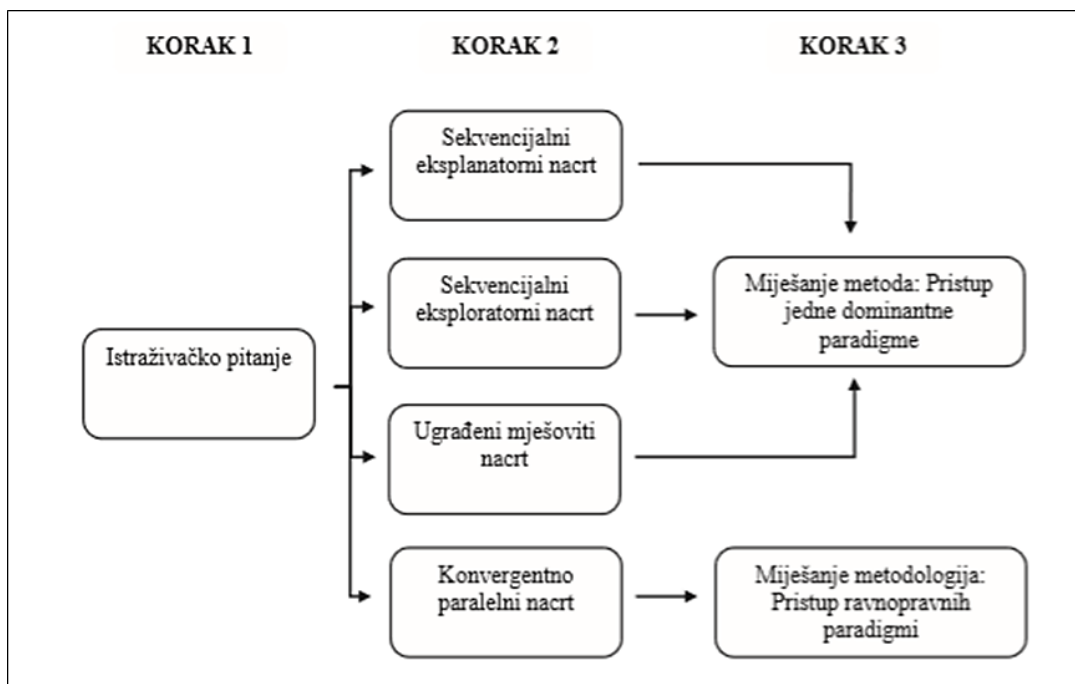 KORAK 1
KORAK 2
KORAK 3
Istraživačko pitanje
Sekvencijalni
eksplanatorni nacrt
Sekvencijalni
eksploratorni nacrt
Ugrađeni mješoviti
nacrt
Konvergentno
paralelni nacrt
Miješanje metoda: Pristup
jedne dominantne
paradigme
Miješanje metodologija:
Pristup ravnopravnih
paradigmi